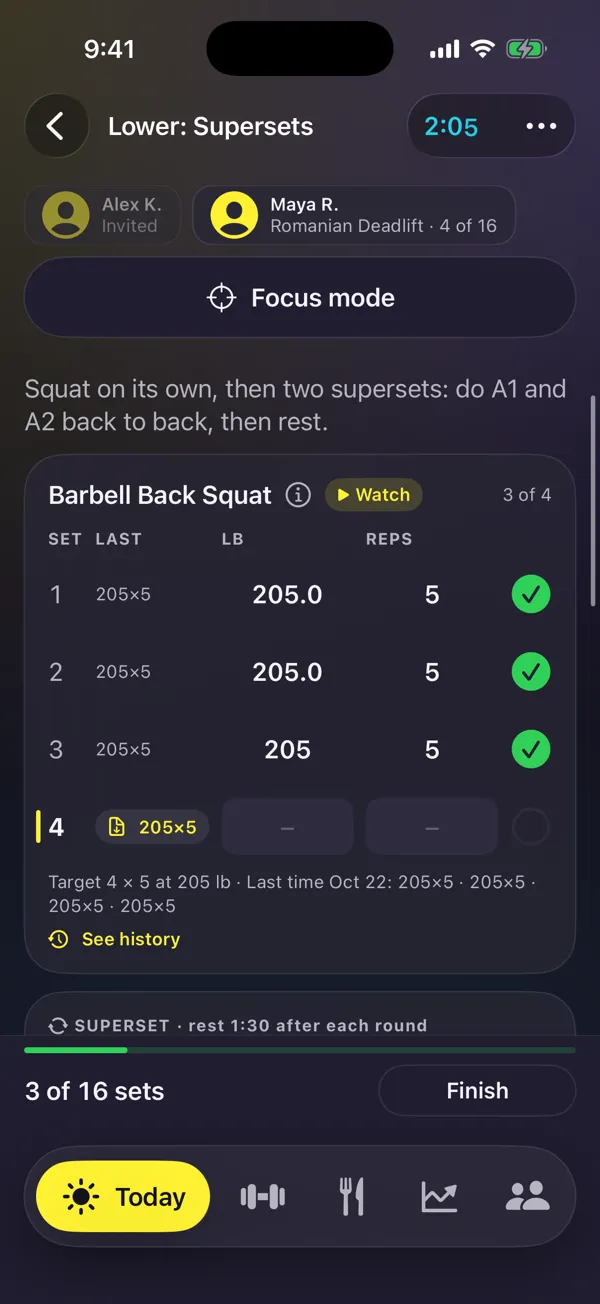 9:41
Lower: Supersets
2:05
Alex K.
Invited
Maya R.
Romanian Deadlift · 4 of 16
Focus mode
Squat on its own, then two supersets: do A1 and
A2 back to back, then rest.
Barbell Back Squat
Watch
3 of 4
SET LAST LB REPS
1 205×5 205.0 5
2 205×5 205.0 5
3 205×5 205 5
4 205×5 – –
Target 4 × 5 at 205 lb · Last time Oct 22: 205×5 · 205×5 ·
205×5 · 205×5
See history
SUPERSET · rest 1:30 after each round
3 of 16 sets
Finish
Today